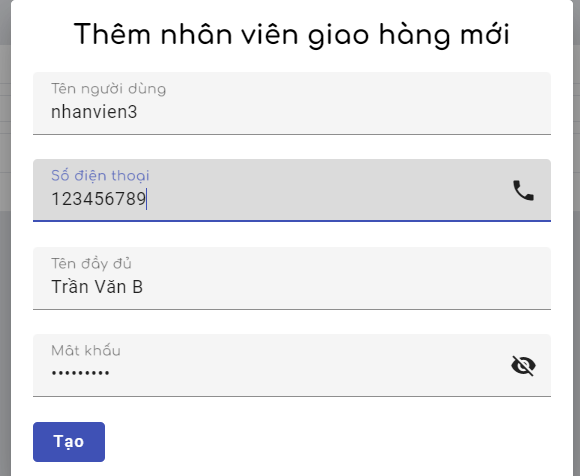 Thêm nhân viên giao hàng mới
Tên người dùng
nhanvien3
Số điện thoại
123456789
Tên đầy đủ
Trần Văn B
Mât khẩu
•••••••••
Tạo